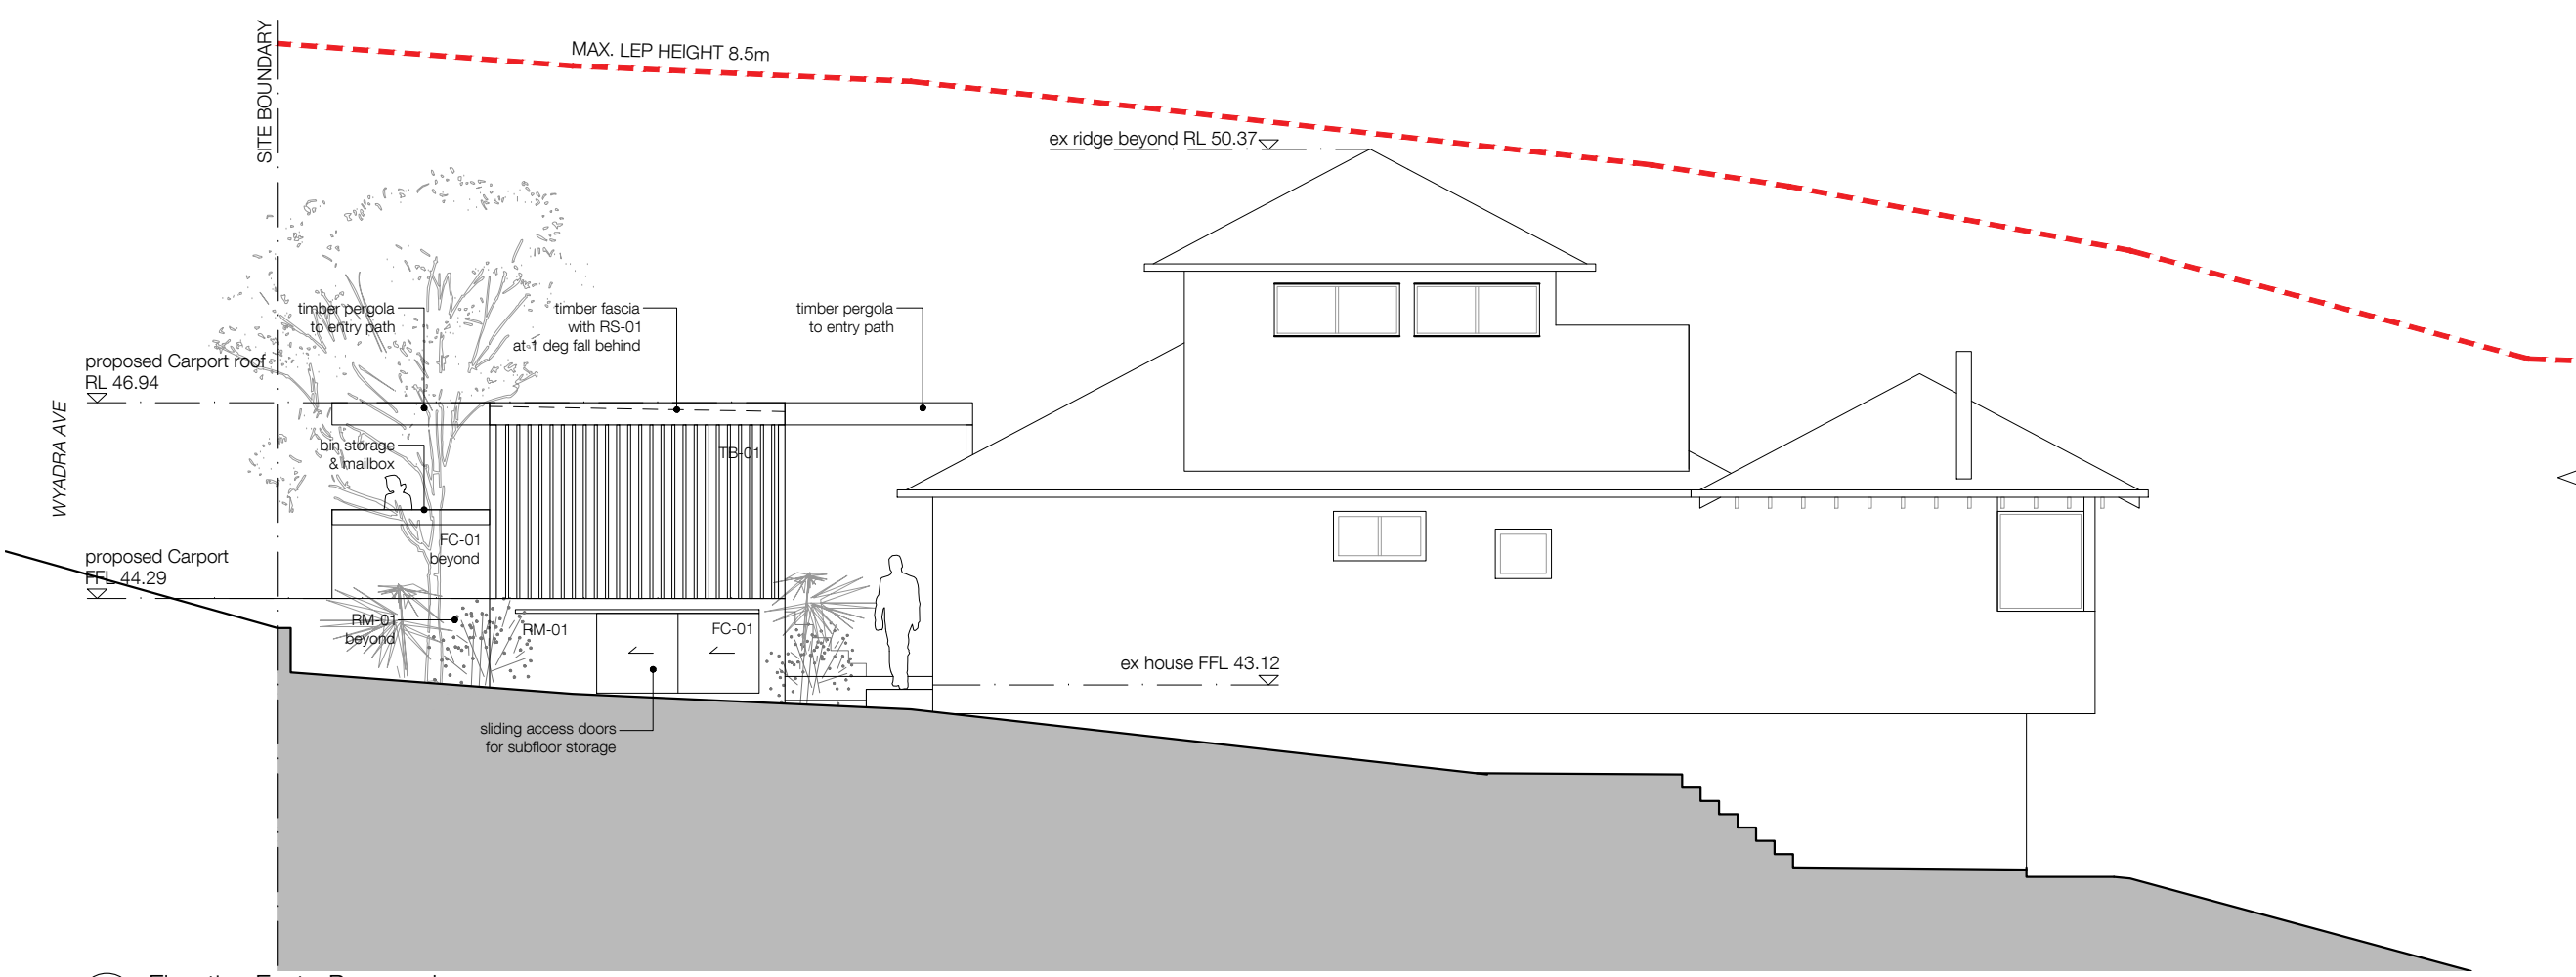 SITE BOUNDARY
MAX. LEP HEIGHT 8.5m
ex ridge beyond RL 50.37
timber pergola
to entry path
timber fascia
with RS-01
at 1 deg fall behind
timber pergola
to entry path
proposed Carport roof
RL 46.94
WYADRA AVE
bin storage
& mailbox
TB-01
FC-01
beyond
proposed Carport
FFL 44.29
RM-01
beyond
RM-01
FC-01
ex house FFL 43.12
sliding access doors
for subfloor storage